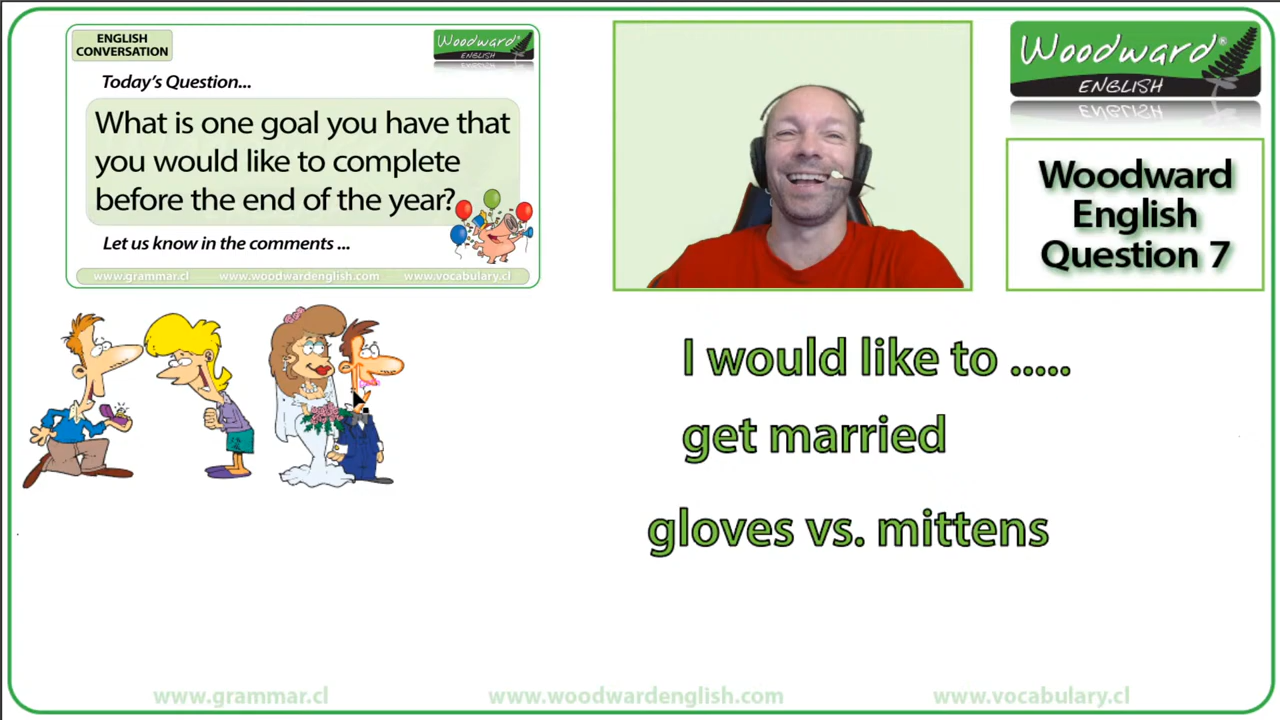 ENGLISH
CONVERSATION
Woodward®
ENGLISH
Today's Question...
What is one goal you have that
you would like to complete
before the end of the year?
Let us know in the comments ...
www.grammar.cl www.woodwardenglish.com www.vocabulary.cl
Woodward®
ENGLISH
Woodward
English
Question 7
I would like to .....
get married
gloves vs. mittens
www.grammar.cl www.woodwardenglish.com www.vocabulary.cl